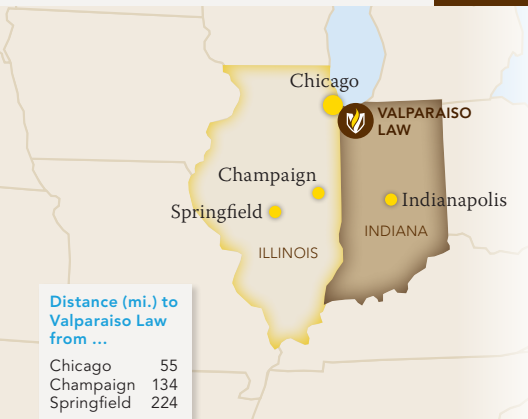 Chicago
VALPARAISO
LAW
Champaign
Indianapolis
Springfield
INDIANA
ILLINOIS
Distance (mi.) to
Valparaiso Law
from ...
Chicago 55
Champaign 134
Springfield 224